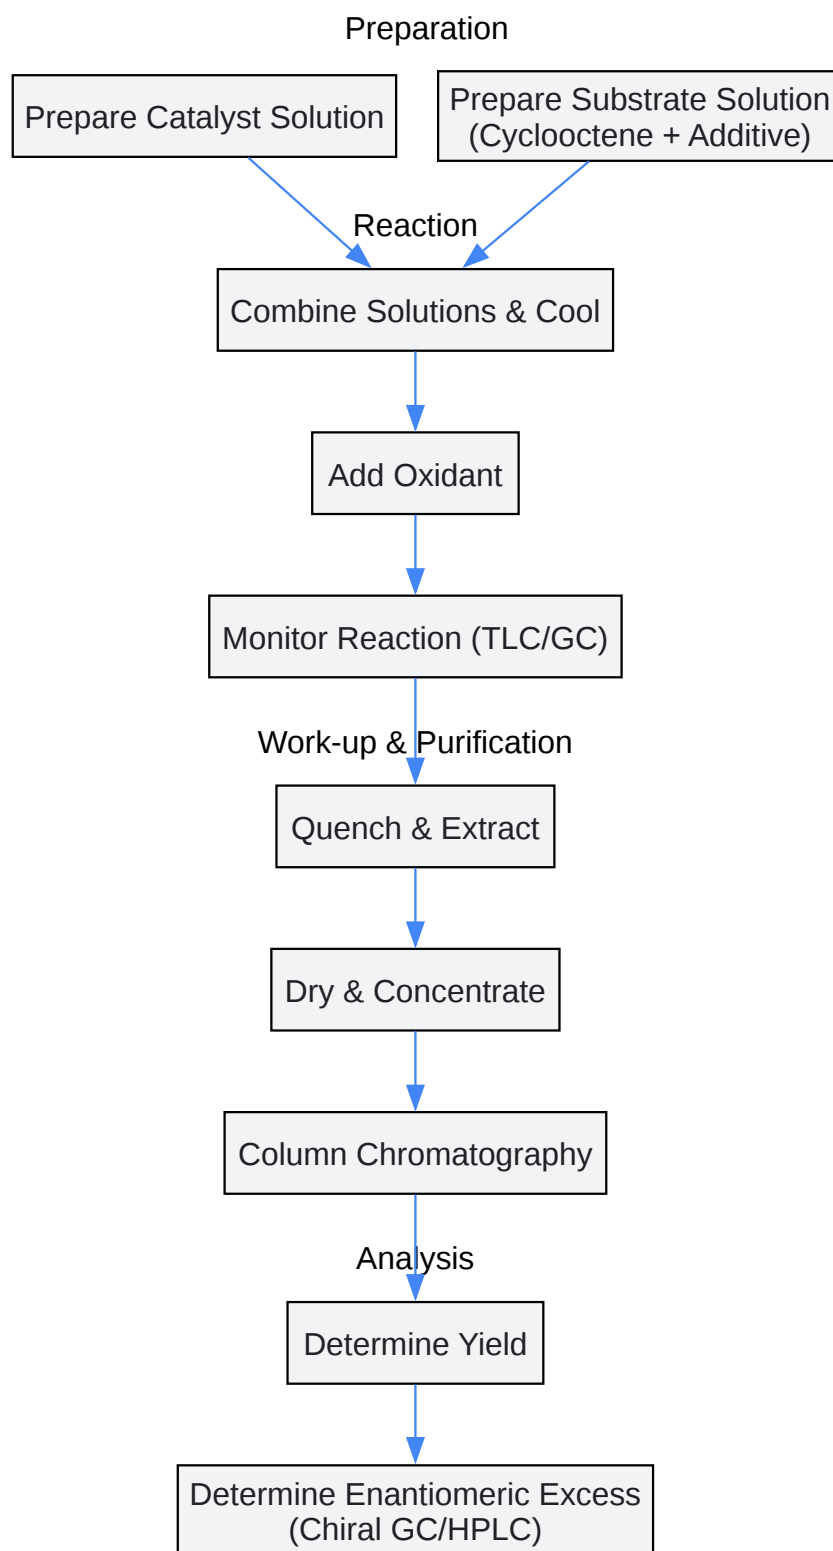 Preparation
Prepare Catalyst Solution
Prepare Substrate Solution
(Cyclooctene + Additive)
Reaction
Combine Solutions & Cool
Add Oxidant
Monitor Reaction (TLC/GC)
Work-up & Purification
Quench & Extract
Dry & Concentrate
Column Chromatography
Analysis
Determine Yield
Determine Enantiomeric Excess
(Chiral GC/HPLC)